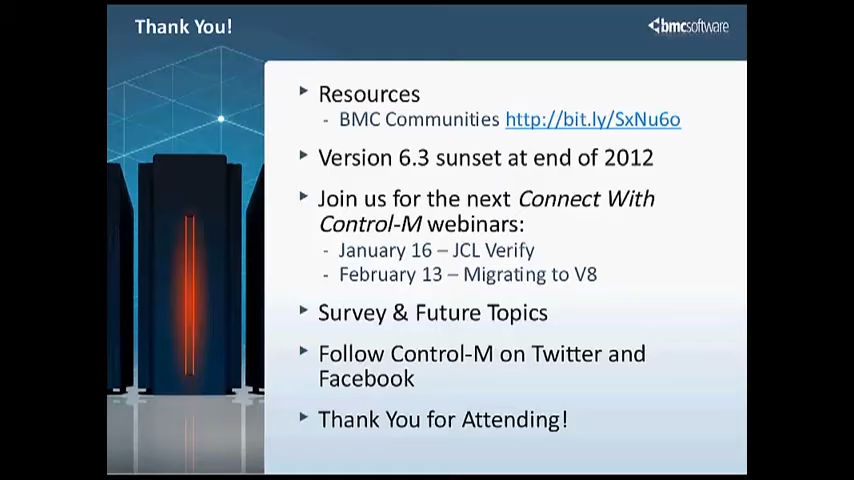 Thank You!
bmcsoftware
Resources
- BMC Communities http://bit.ly/SxNu6o
Version 6.3 sunset at end of 2012
Join us for the next Connect With
Control-M webinars:
- January 16 – JCL Verify
- February 13 – Migrating to V8
Survey & Future Topics
Follow Control-M on Twitter and
Facebook
Thank You for Attending!